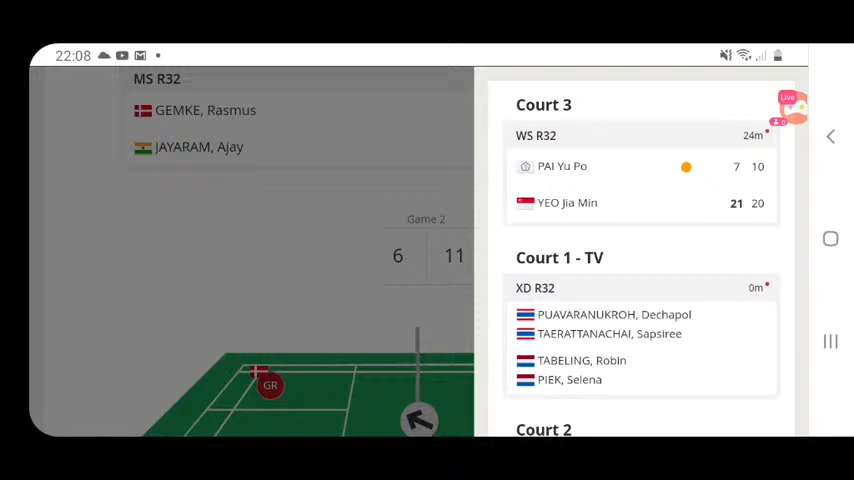 22:08
MS R32
GEMKE, Rasmus
JAYARAM, Ajay
Game 2
6 11
GR
Court 3
WS R32 24m
PAI Yu Po 7 10
YEO Jia Min 21 20
Court 1 - TV
XD R32 0m
PUAVARANUKROH, Dechapol
TAERATTANACHAI, Sapsiree
TABELING, Robin
PIEK, Selena
Court 2
Live
0